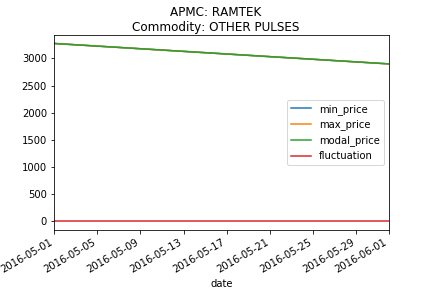 APMC: RAMTEK
Commodity: OTHER PULSES
3000
2500
2000
1500
1000
500
0
min_price
max_price
modal_price
fluctuation
2016-05-01
2016-05-05
2016-05-09
2016-05-13
2016-05-17
2016-05-21
2016-05-25
2016-05-29
2016-06-01
date